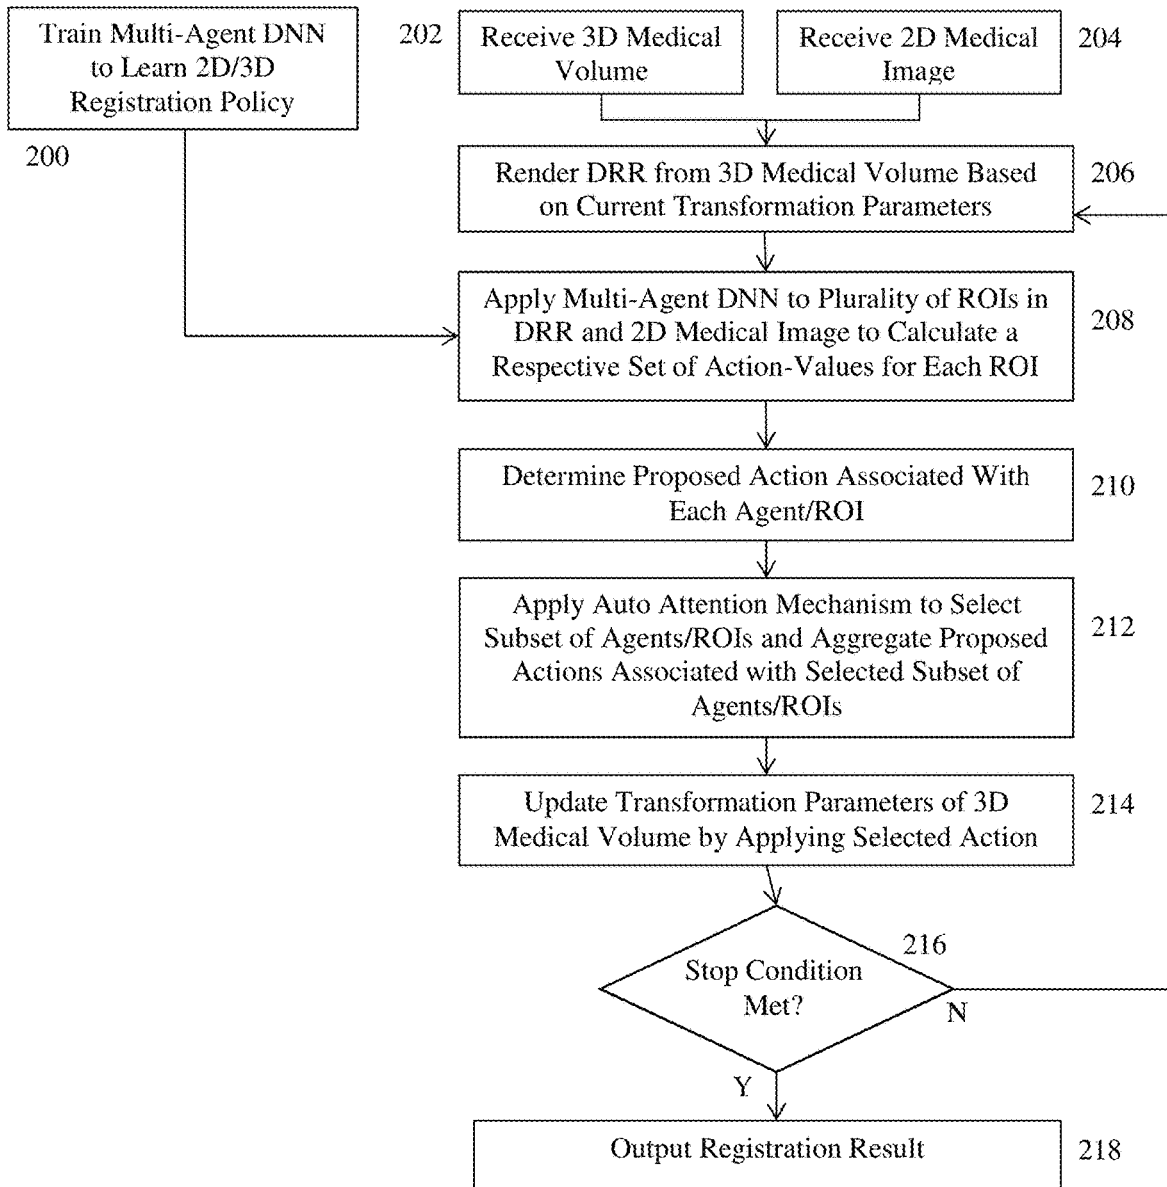 Train Multi-Agent DNN
to Learn 2D/3D
Registration Policy
200
202
Receive 3D Medical
Volume
Receive 2D Medical
Image
204
Render DRR from 3D Medical Volume Based
on Current Transformation Parameters
206
Apply Multi-Agent DNN to Plurality of ROIs in
DRR and 2D Medical Image to Calculate a
Respective Set of Action-Values for Each ROI
208
Determine Proposed Action Associated With
Each Agent/ROI
210
Apply Auto Attention Mechanism to Select
Subset of Agents/ROIs and Aggregate Proposed
Actions Associated with Selected Subset of
Agents/ROIs
212
Update Transformation Parameters of 3D
Medical Volume by Applying Selected Action
214
Stop Condition
Met?
216
N
Y
Output Registration Result
218